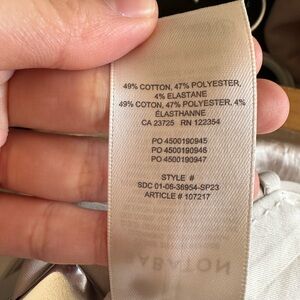 49% COTTON, 47% POLYESTER,
4% ELASTANE
49% COTON, 47% POLYESTER, 4%
ÉLASTHANNE
CA 23725 RN 122354
PO 4500190945
PO 4500190946
PO 4500190947
STYLE #
SDC 01-06-36954-SP23
ARTICLE # 107217